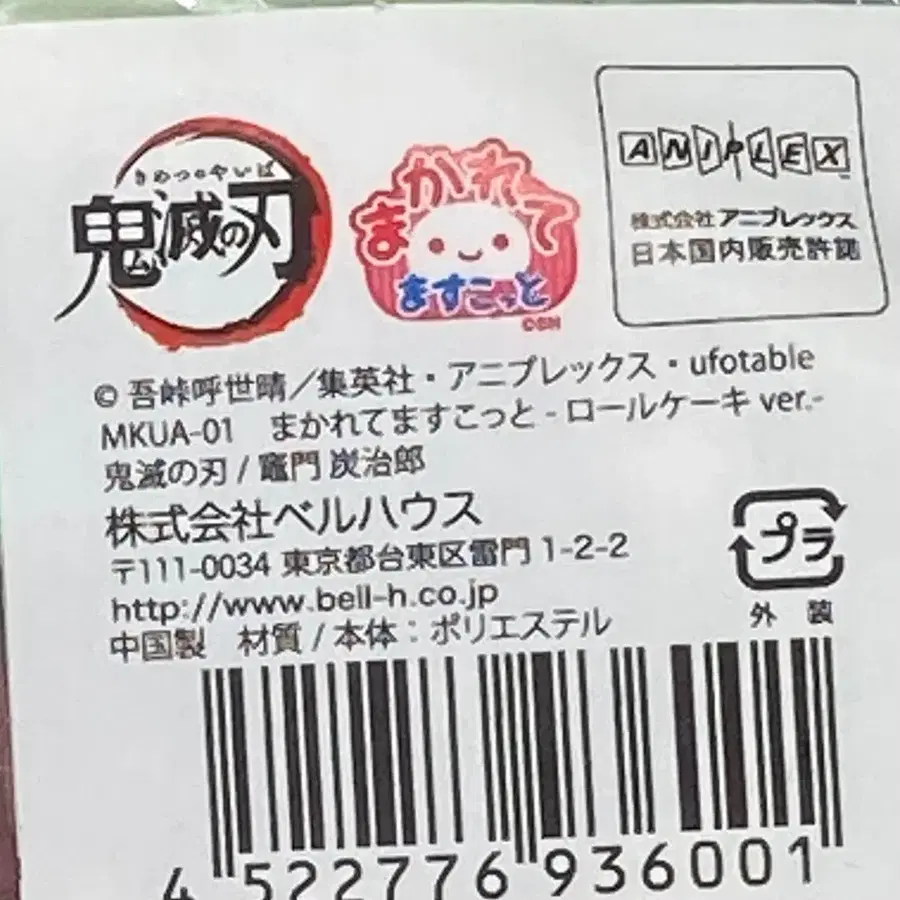 きめつのやいば
鬼滅の刃
まかれて
ますこっと
©BH
ANIPLEX
株式会社アニプレックス
日本国内販売許諾
© 吾峠呼世晴／集英社・アニプレックス・ufotable
MKUA-01　まかれてますこっと - ロールケーキ ver.-
鬼滅の刃 / 竈門 炭治郎
株式会社ベルハウス
〒111-0034 東京都台東区雷門 1-2-2
http://www.bell-h.co.jp
中国製　材質 / 本体：ポリエステル
プラ
外装
4 522776 936001